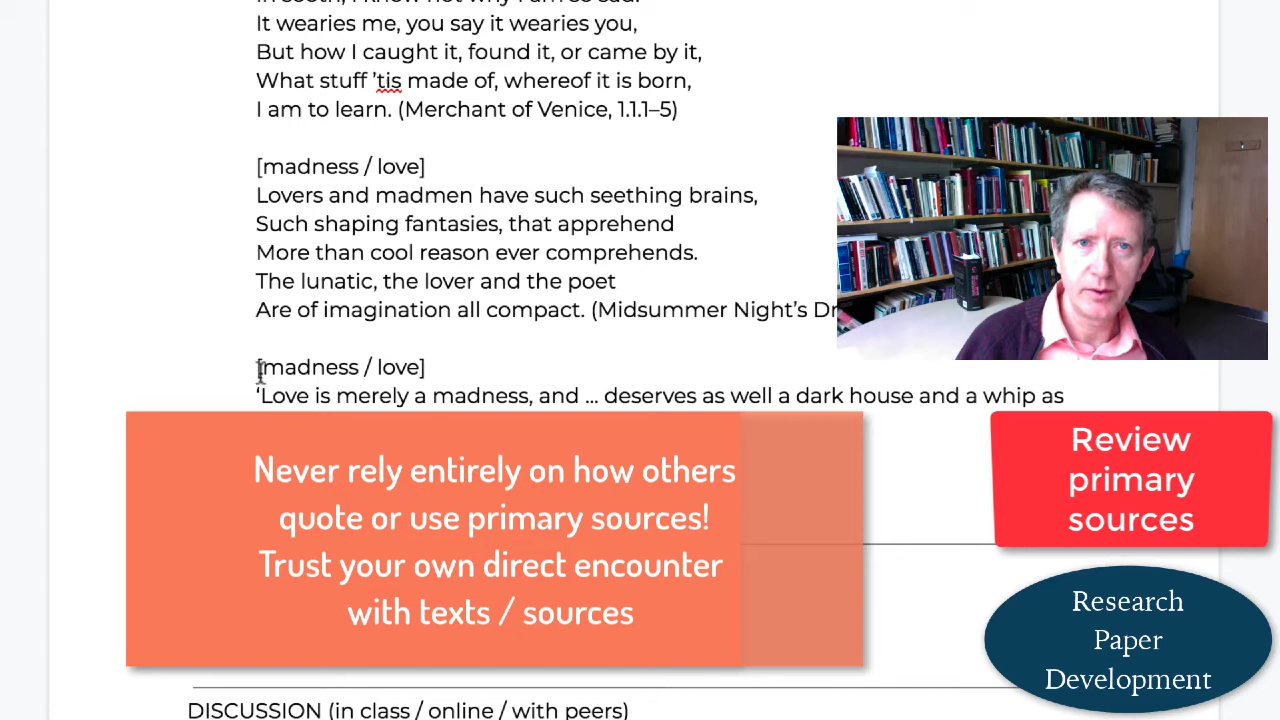 It wearies me, you say it wearies you,
But how I caught it, found it, or came by it,
What stuff ’tis made of, whereof it is born,
I am to learn. (Merchant of Venice, 1.1.1–5)
[madness / love]
Lovers and madmen have such seething brains,
Such shaping fantasies, that apprehend
More than cool reason ever comprehends.
The lunatic, the lover and the poet
Are of imagination all compact. (Midsummer Night’s
[madness / love]
‘Love is merely a madness, and ... deserves as well a dark house and a whip as
Never rely entirely on how others
quote or use primary sources!
Trust your own direct encounter
with texts / sources
Review
primary
sources
Research
Paper
Development
DISCUSSION (in class / online / with peers)